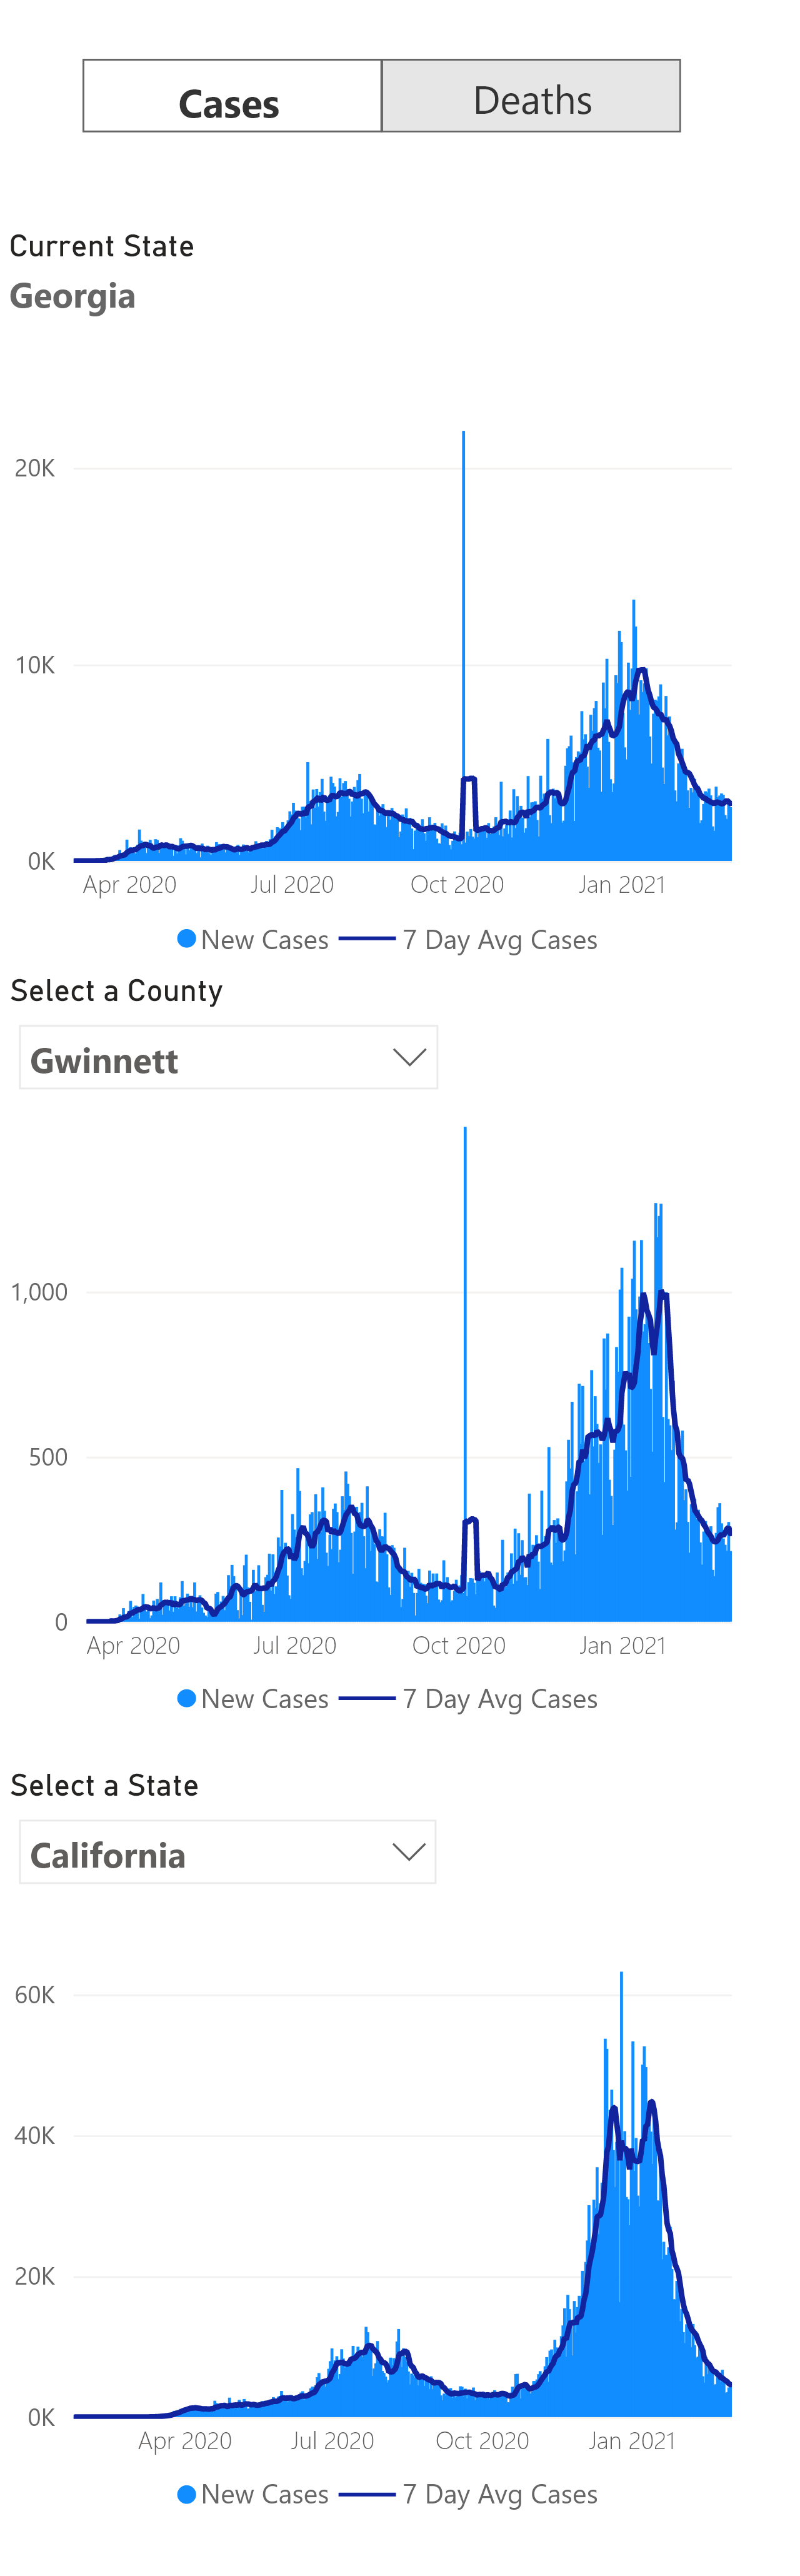 Cases Deaths
Current State
Georgia
20K
10K
0K
Apr 2020 Jul 2020 Oct 2020 Jan 2021
New Cases 7 Day Avg Cases
Select a County
Gwinnett
1,000
500
0
Apr 2020 Jul 2020 Oct 2020 Jan 2021
New Cases 7 Day Avg Cases
Select a State
California
60K
40K
20K
0K
Apr 2020 Jul 2020 Oct 2020 Jan 2021
New Cases 7 Day Avg Cases